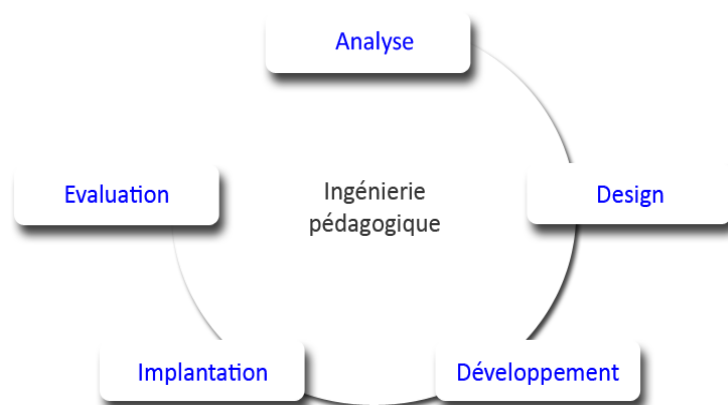 Analyse
Evaluation
Ingénierie
pédagogique
Design
Implantation
Développement